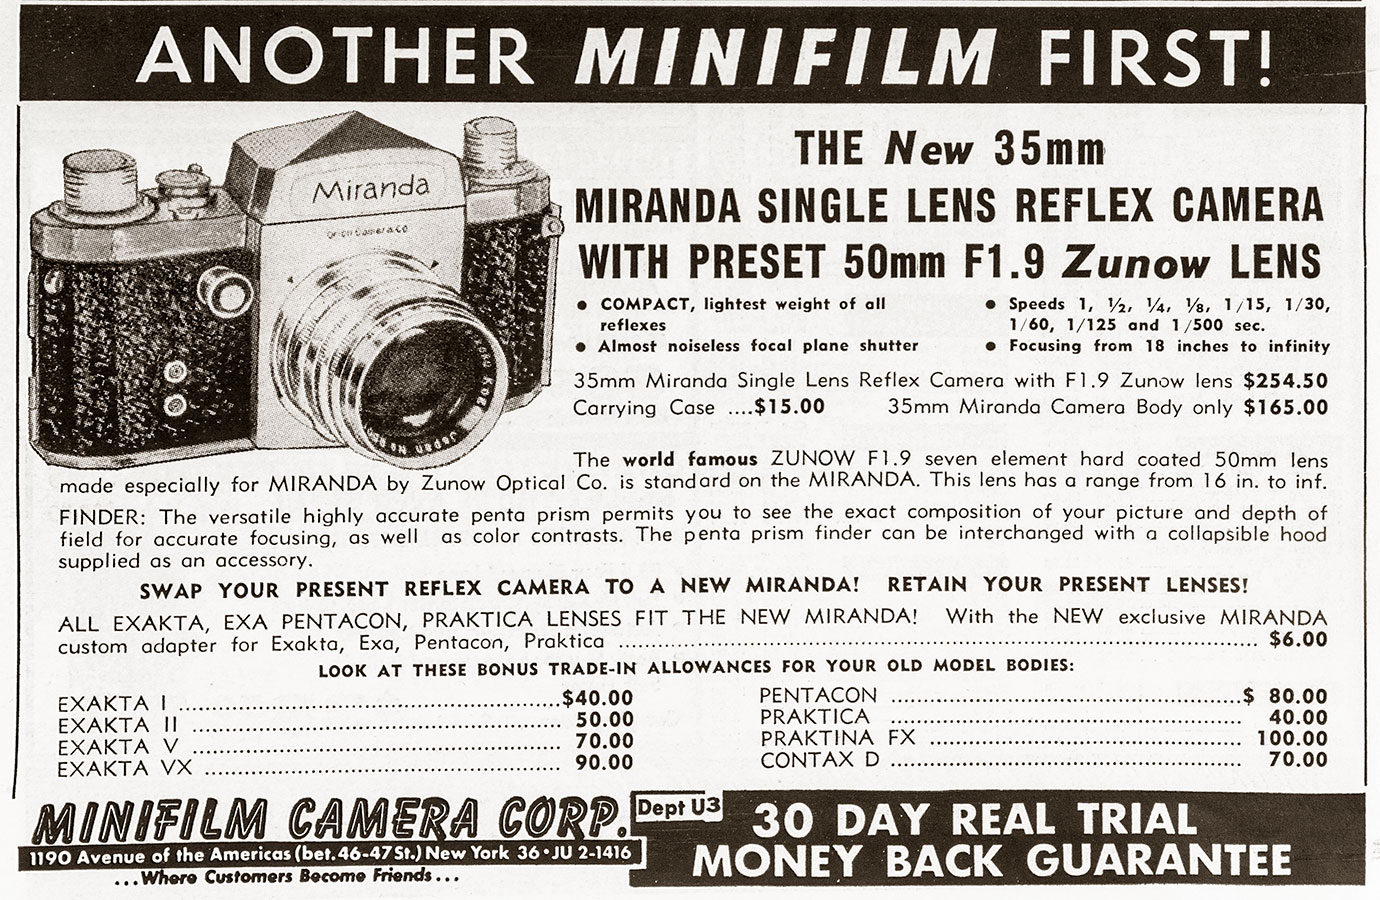 ANOTHER MINIFILM FIRST!
Miranda
Orion Camera Co
THE New 35mm
MIRANDA SINGLE LENS REFLEX CAMERA
WITH PRESET 50mm F1.9 Zunow LENS
• COMPACT, lightest weight of all
reflexes
• Almost noiseless focal plane shutter
• Speeds 1, ½, ¼, ⅛, 1/15, 1/30,
1/60, 1/125 and 1/500 sec.
• Focusing from 18 inches to infinity
35mm Miranda Single Lens Reflex Camera with F1.9 Zunow lens $254.50
Carrying Case ....$15.00 35mm Miranda Camera Body only $165.00
The world famous ZUNOW F1.9 seven element hard coated 50mm lens
made especially for MIRANDA by Zunow Optical Co. is standard on the MIRANDA. This lens has a range from 16 in. to inf.
FINDER: The versatile highly accurate penta prism permits you to see the exact composition of your picture and depth of
field for accurate focusing, as well as color contrasts. The penta prism finder can be interchanged with a collapsible hood
supplied as an accessory.
SWAP YOUR PRESENT REFLEX CAMERA TO A NEW MIRANDA! RETAIN YOUR PRESENT LENSES!
ALL EXAKTA, EXA PENTACON, PRAKTICA LENSES FIT THE NEW MIRANDA! With the NEW exclusive MIRANDA
custom adapter for Exakta, Exa, Pentacon, Praktica ........ $6.00
LOOK AT THESE BONUS TRADE-IN ALLOWANCES FOR YOUR OLD MODEL BODIES:
EXAKTA I ........ $40.00
EXAKTA II ........ 50.00
EXAKTA V ........ 70.00
EXAKTA VX ........ 90.00
PENTACON ........ $ 80.00
PRAKTICA ........ 40.00
PRAKTINA FX ........ 100.00
CONTAX D ........ 70.00
MINIFILM CAMERA CORP. Dept U3
1190 Avenue of the Americas (bet. 46-47 St.) New York 36 • JU 2-1416
...Where Customers Become Friends...
30 DAY REAL TRIAL
MONEY BACK GUARANTEE